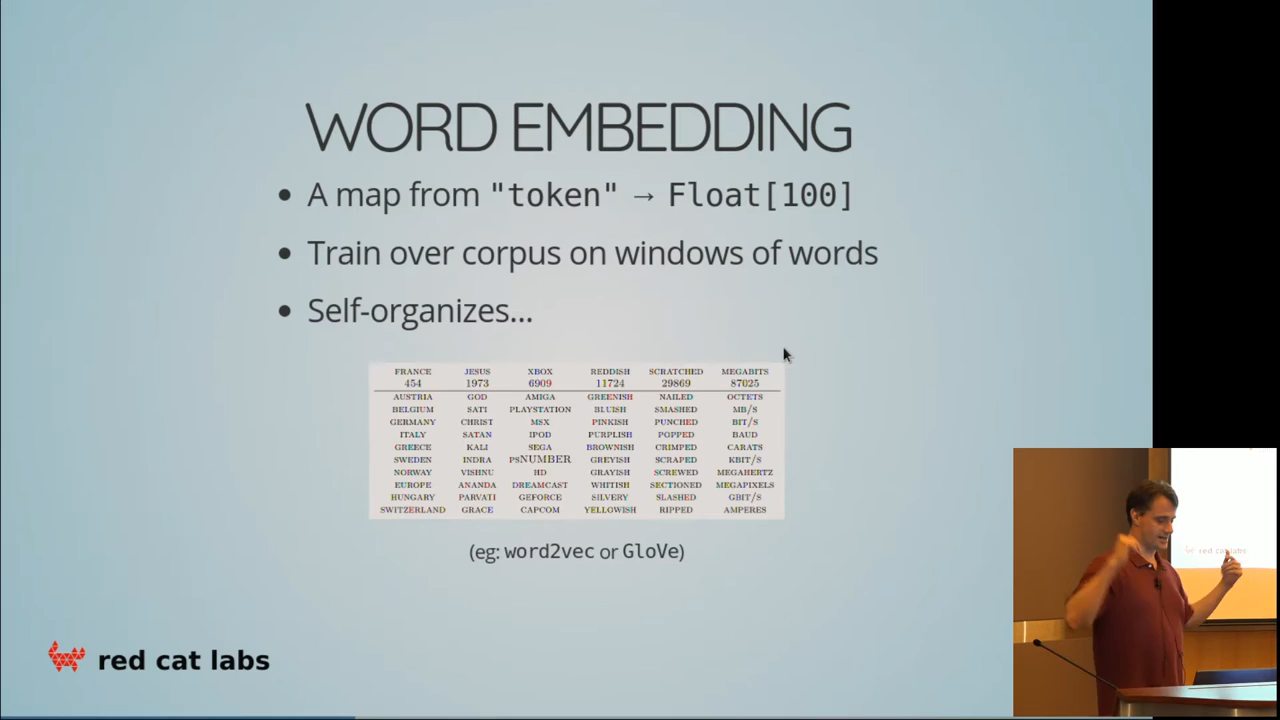 WORD EMBEDDING
• A map from "token" → Float[100]
• Train over corpus on windows of words
• Self-organizes...
FRANCE JESUS XBOX REDDISH SCRATCHED MEGABITS
454 1973 6909 11724 29869 87025
AUSTRIA GOD AMIGA GREENISH NAILED OCTETS
BELGIUM SATI PLAYSTATION BLUISH SMASHED MB/S
GERMANY CHRIST MSX PINKISH PUNCHED BIT/S
ITALY SATAN IPOD PURPLISH POPPED BAUD
GREECE KALI SEGA BROWNISH CRIMPED CARATS
SWEDEN INDRA PSNUMBER GREYISH SCRAPED KBIT/S
NORWAY VISHNU HD GRAYISH SCREWED MEGAHERTZ
EUROPE ANANDA DREAMCAST WHITISH SECTIONED MEGAPIXELS
HUNGARY PARVATI GEFORCE SILVERY SLASHED GBIT/S
SWITZERLAND GRACE CAPCOM YELLOWISH RIPPED AMPERES
(eg: word2vec or GloVe)
red cat labs
red cat labs